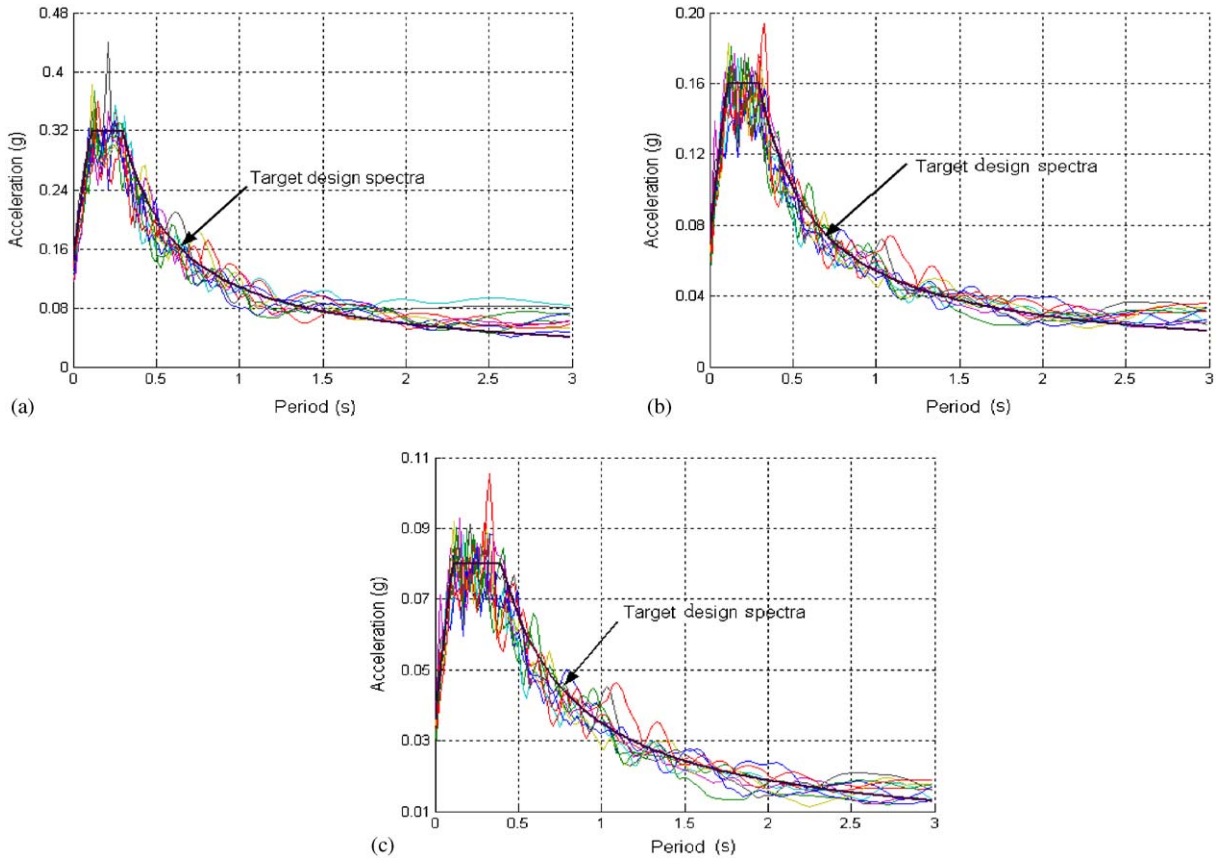 0.48
0.4
0.32
0.24
0.16
0.08
0
Acceleration (g)
Target design spectra
0 0.5 1 1.5 2 2.5 3
Period (s)
(a)
0.20
0.16
0.12
0.08
0.04
0
Acceleration (g)
Target design spectra
0 0.5 1 1.5 2 2.5 3
Period (s)
(b)
0.11
0.09
0.07
0.05
0.03
0.01
Acceleration (g)
Target design spectra
0 0.5 1 1.5 2 2.5 3
Period (s)
(c)